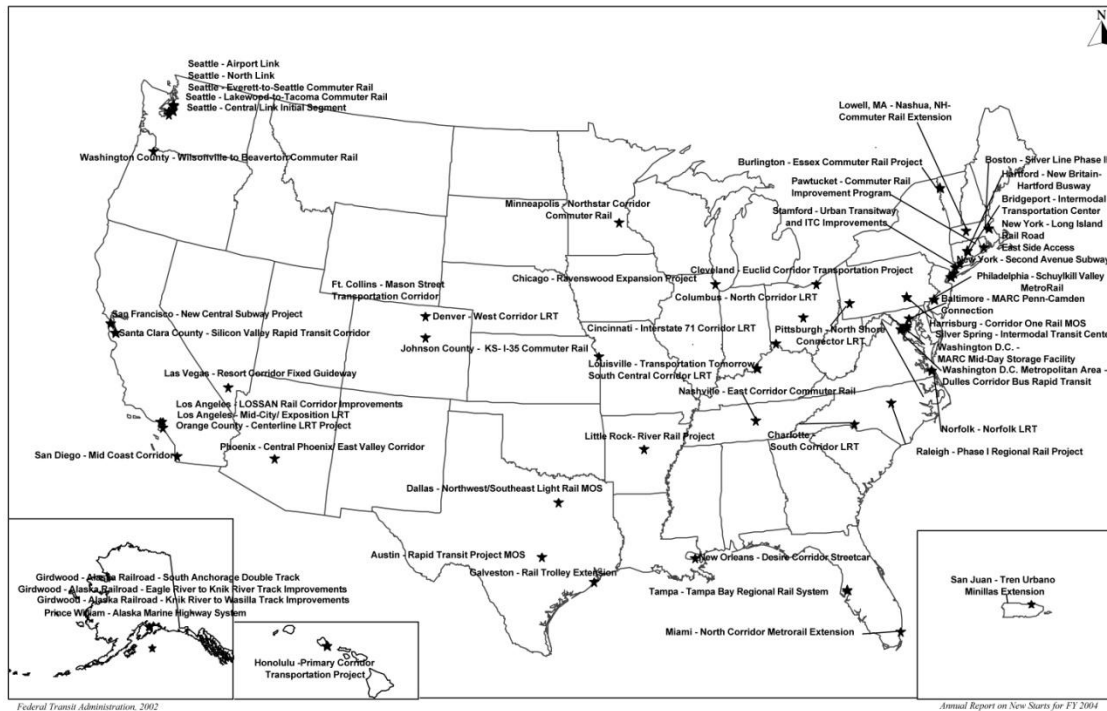 N
Seattle - Airport Link
Seattle - North Link
Seattle - Everett-to-Seattle Commuter Rail
Seattle - Lakewood-to-Tacoma Commuter Rail
Seattle - Central Link Initial Segment
Washington County - Wilsonville to Beaverton Commuter Rail
Lowell, MA - Nashua, NH-
Commuter Rail Extension
Burlington - Essex Commuter Rail Project
Pawtucket - Commuter Rail
Improvement Program
Stamford - Urban Transitway
and ITC Improvements
Boston - Silver Line Phase II
Hartford - New Britain-
Hartford Busway
Bridgeport - Intermodal
Transportation Center
New York - Long Island
Rail Road
East Side Access
New York - Second Avenue Subway
Philadelphia - Schuylkill Valley
MetroRail
Baltimore - MARC Penn-Camden
Connection
Harrisburg - Corridor One Rail MOS
Silver Spring - Intermodal Transit Center
Washington D.C. -
MARC Mid-Day Storage Facility
Washington D.C. Metropolitan Area -
Dulles Corridor Bus Rapid Transit
Norfolk - Norfolk LRT
Raleigh - Phase I Regional Rail Project
Minneapolis - Northstar Corridor
Commuter Rail
Chicago - Ravenswood Expansion Project
Cleveland - Euclid Corridor Transportation Project
Columbus - North Corridor LRT
Cincinnati - Interstate 71 Corridor LRT
Pittsburgh - North Shore
Connector LRT
Louisville - Transportation Tomorrow
South Central Corridor LRT
Nashville - East Corridor Commuter Rail
Charlotte -
South Corridor LRT
Ft. Collins - Mason Street
Transportation Corridor
Denver - West Corridor LRT
Johnson County - KS- I-35 Commuter Rail
San Francisco - New Central Subway Project
Santa Clara County - Silicon Valley Rapid Transit Corridor
Las Vegas - Resort Corridor Fixed Guideway
Los Angeles - LOSSAN Rail Corridor Improvements
Los Angeles - Mid-City/ Exposition LRT
Orange County - Centerline LRT Project
San Diego - Mid Coast Corridor
Phoenix - Central Phoenix/ East Valley Corridor
Little Rock- River Rail Project
Dallas - Northwest/Southeast Light Rail MOS
Austin - Rapid Transit Project MOS
Galveston - Rail Trolley Extension
New Orleans - Desire Corridor Streetcar
Tampa - Tampa Bay Regional Rail System
Miami - North Corridor Metrorail Extension
Girdwood - Alaska Railroad - South Anchorage Double Track
Girdwood - Alaska Railroad - Eagle River to Knik River Track Improvements
Girdwood - Alaska Railroad - Knik River to Wasilla Track Improvements
Prince William - Alaska Marine Highway System
Honolulu -Primary Corridor
Transportation Project
San Juan - Tren Urbano
Minillas Extension
Federal Transit Administration, 2002
Annual Report on New Starts for FY 2004